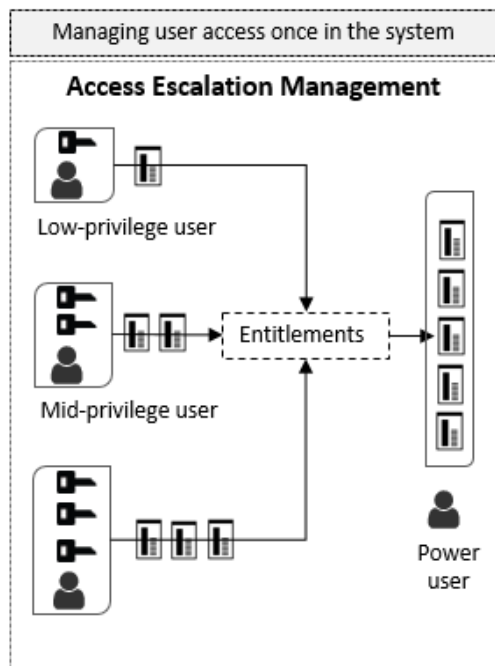 Managing user access once in the system
Access Escalation Management
Low-privilege user
Entitlements
Mid-privilege user
Power
user